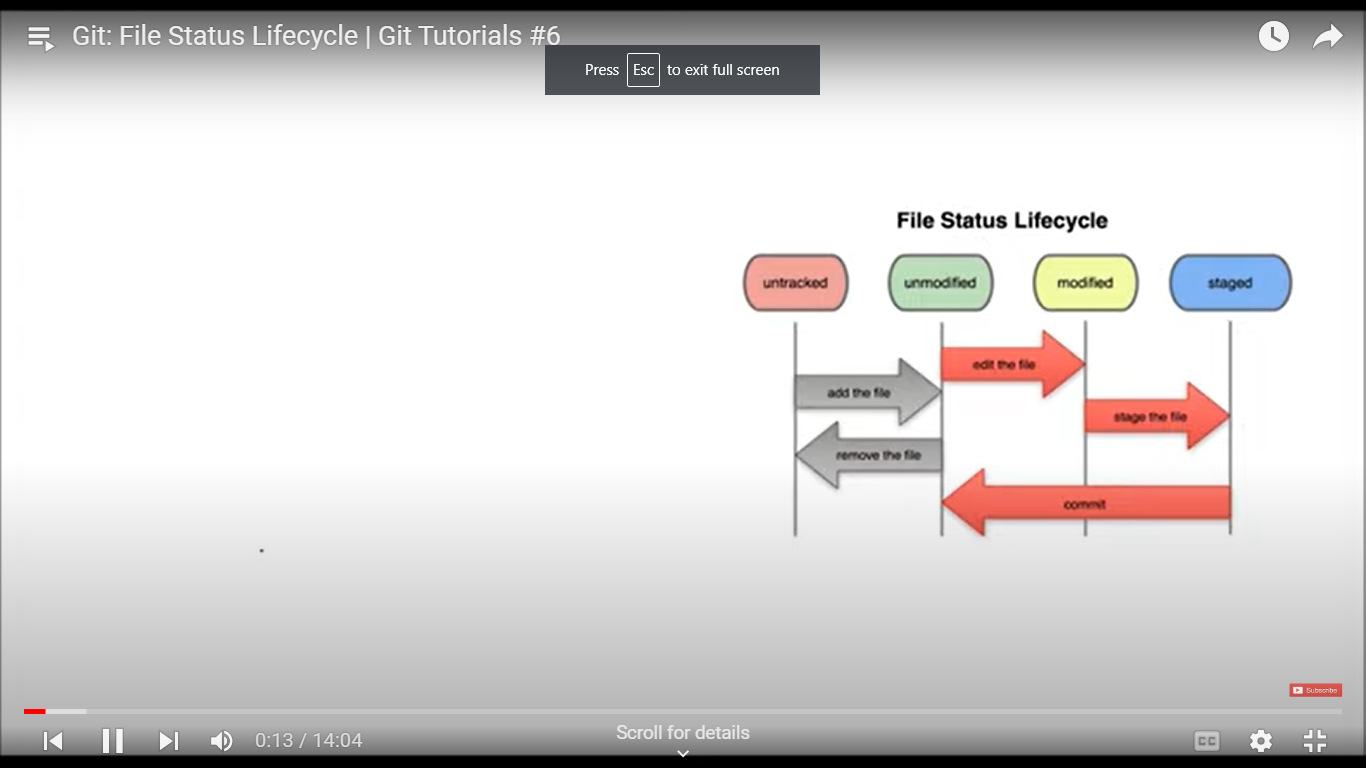 Git: File Status Lifecycle | Git Tutorials #6
Press Esc to exit full screen
File Status Lifecycle
untracked
unmodified
modified
staged
edit the file
add the file
stage the file
remove the file
commit
Subscribe
0:13 / 14:04
Scroll for details
CC